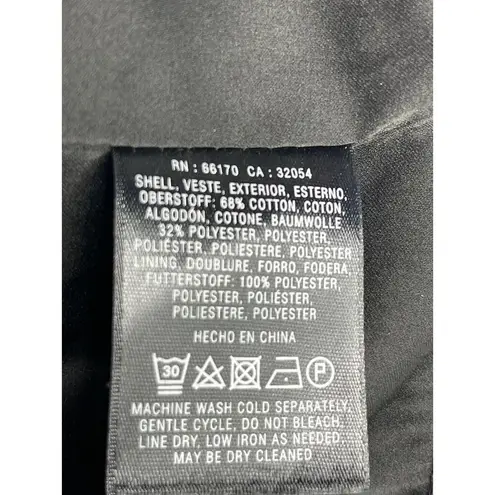 RN : 66170 CA : 32054
SHELL, VESTE, EXTERIOR, ESTERNO,
OBERSTOFF: 68% COTTON, COTON,
ALGODÓN, COTONE, BAUMWOLLE
32% POLYESTER, POLYESTER,
POLIÉSTER, POLIESTERE, POLYESTER
LINING, DOUBLURE, FORRO, FODERA,
FUTTERSTOFF: 100% POLYESTER,
POLYESTER, POLIÉSTER,
POLIESTERE, POLYESTER
HECHO EN CHINA
30 P
MACHINE WASH COLD SEPARATELY,
GENTLE CYCLE, DO NOT BLEACH.
LINE DRY, LOW IRON AS NEEDED.
MAY BE DRY CLEANED